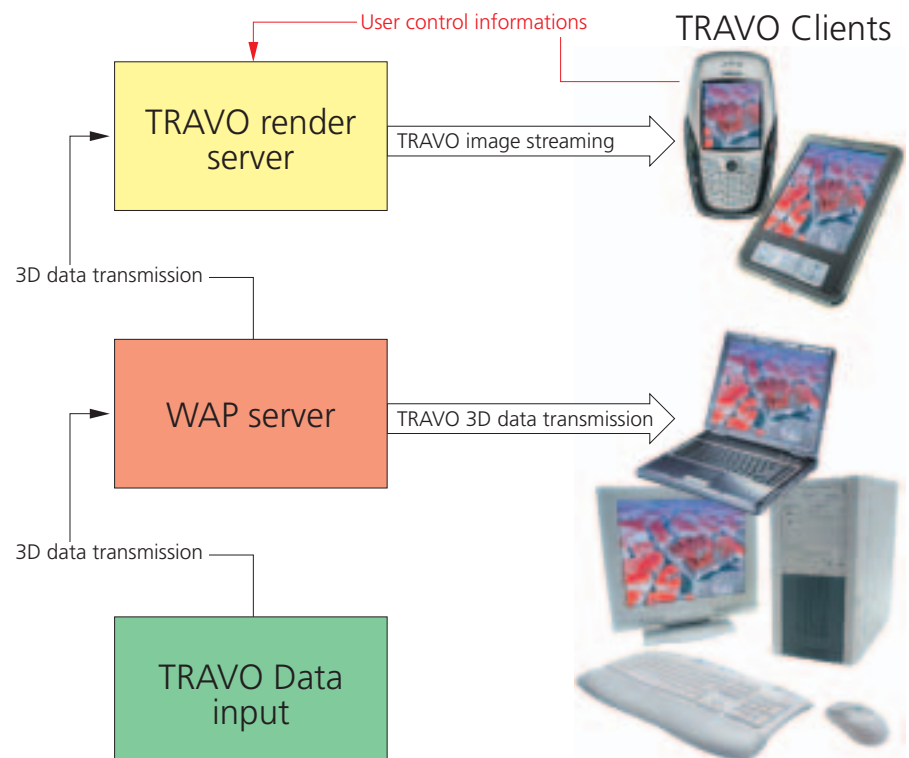 User control informations
TRAVO Clients
TRAVO render
server
TRAVO image streaming
3D data transmission
WAP server
TRAVO 3D data transmission
3D data transmission
TRAVO Data
input